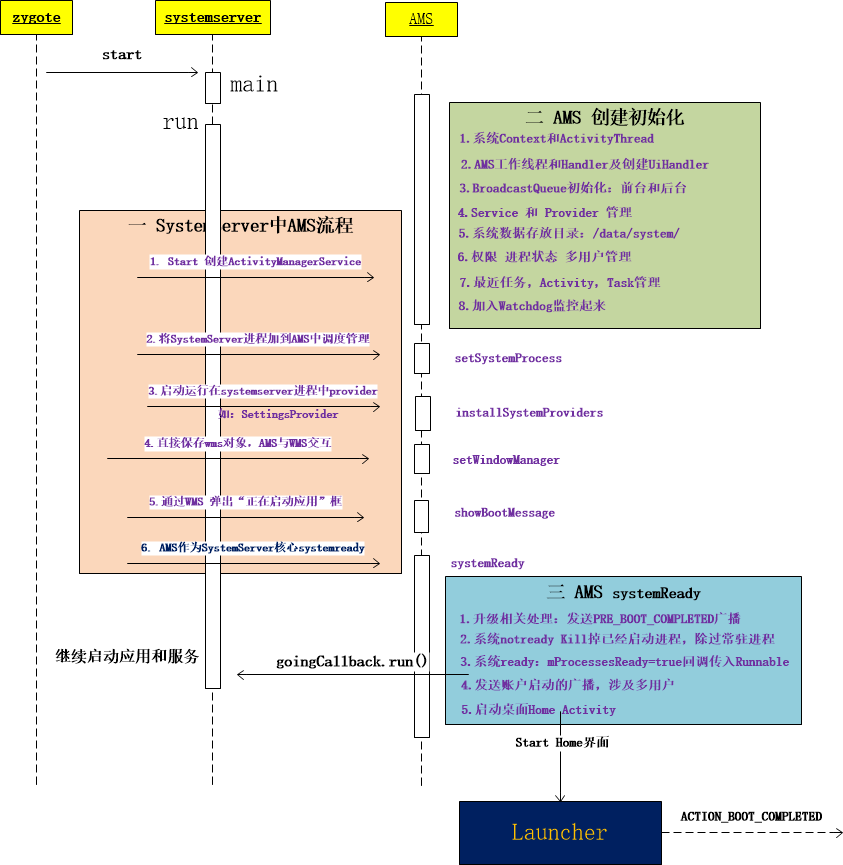 zygote
systemserver
AMS
start
main
run
二 AMS 创建初始化
1.系统Context和ActivityThread
2.AMS工作线程和Handler及创建UiHandler
3.BroadcastQueue初始化：前台和后台
4.Service 和 Provider 管理
5.系统数据存放目录：/data/system/
6.权限 进程状态 多用户管理
7.最近任务，Activity，Task管理
8.加入Watchdog监控起来
一 Systemserver中AMS流程
1. Start 创建ActivityManagerService
2.将SystemServer进程加到AMS中调度管理
setSystemProcess
3.启动运行在systemserver进程中provider
如：SettingsProvider
installSystemProviders
4.直接保存wms对象，AMS与WMS交互
setWindowManager
5.通过WMS 弹出“正在启动应用”框
showBootMessage
6. AMS作为SystemServer核心systemready
systemReady
三 AMS systemReady
1.升级相关处理：发送PRE_BOOT_COMPLETED广播
2.系统notready Kill掉已经启动进程，除过常驻进程
3.系统ready：mProcessesReady=true回调传入Runnable
4.发送账户启动的广播，涉及多用户
5.启动桌面Home Activity
继续启动应用和服务
goingCallback.run()
Start Home界面
Launcher
ACTION_BOOT_COMPLETED